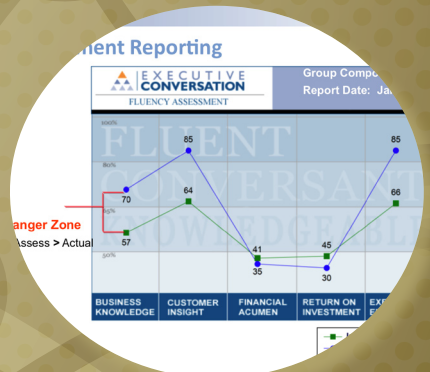 nent Reporting
EXECUTIVE
CONVERSATION
FLUENCY ASSESSMENT
Group Compo
Report Date: Ja
100%
FLUENT
85
85
80%
CONVERSANT
70
64
66
65%
anger Zone
KNOWLEDGEABLE
Assess > Actual
57
41
45
50%
35
30
BUSINESS KNOWLEDGE
CUSTOMER INSIGHT
FINANCIAL ACUMEN
RETURN ON INVESTMENT